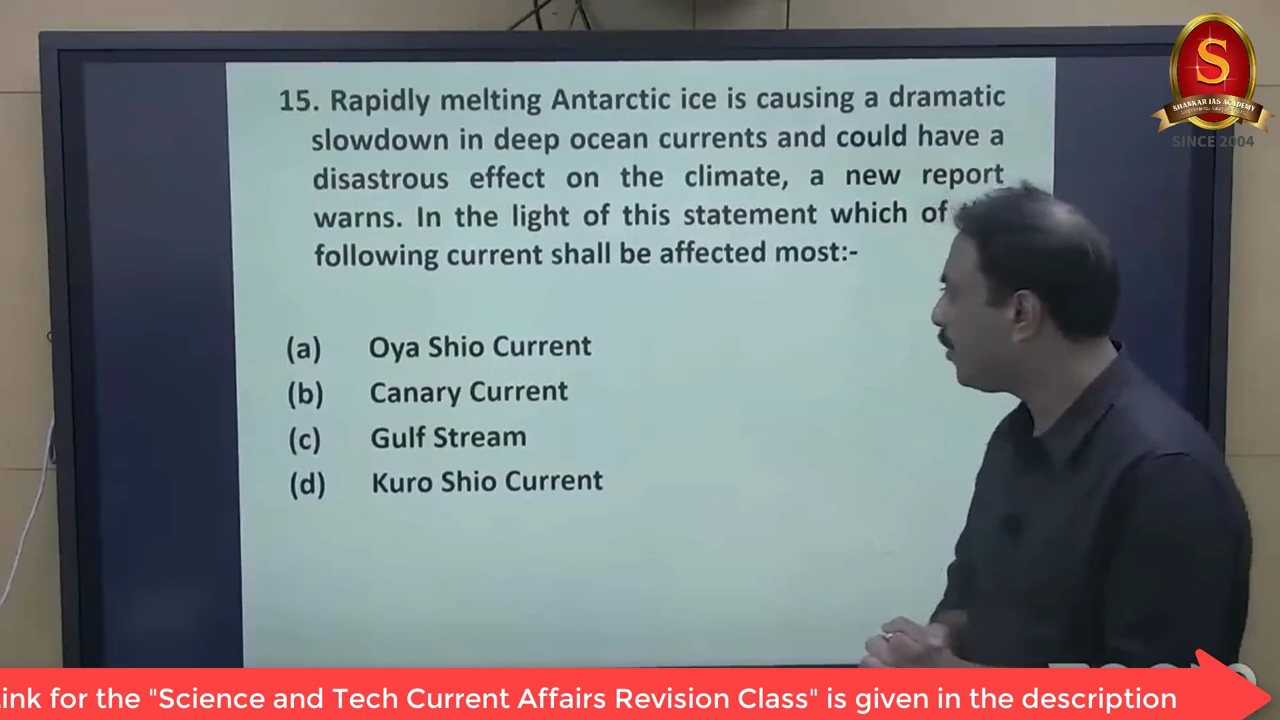 S
SHANKAR IAS ACADEMY
SINCE 2004
15. Rapidly melting Antarctic ice is causing a dramatic
slowdown in deep ocean currents and could have a
disastrous effect on the climate, a new report
warns. In the light of this statement which of
following current shall be affected most:-
(a) Oya Shio Current
(b) Canary Current
(c) Gulf Stream
(d) Kuro Shio Current
ink for the "Science and Tech Current Affairs Revision Class" is given in the description